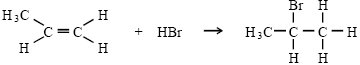 Br H
H₃C H
C = C + HBr → H₃C — C — C — H
H H
H H